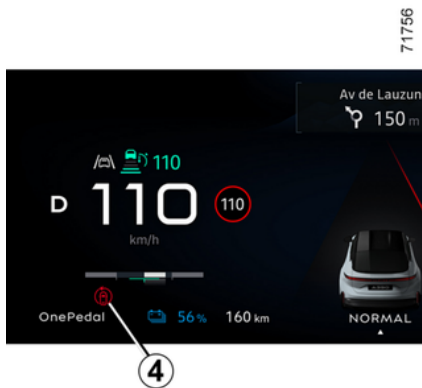 71756
Av de Lauzun
150 m
110
D 110 110
km/h
OnePedal 56% 160 km NORMAL
4